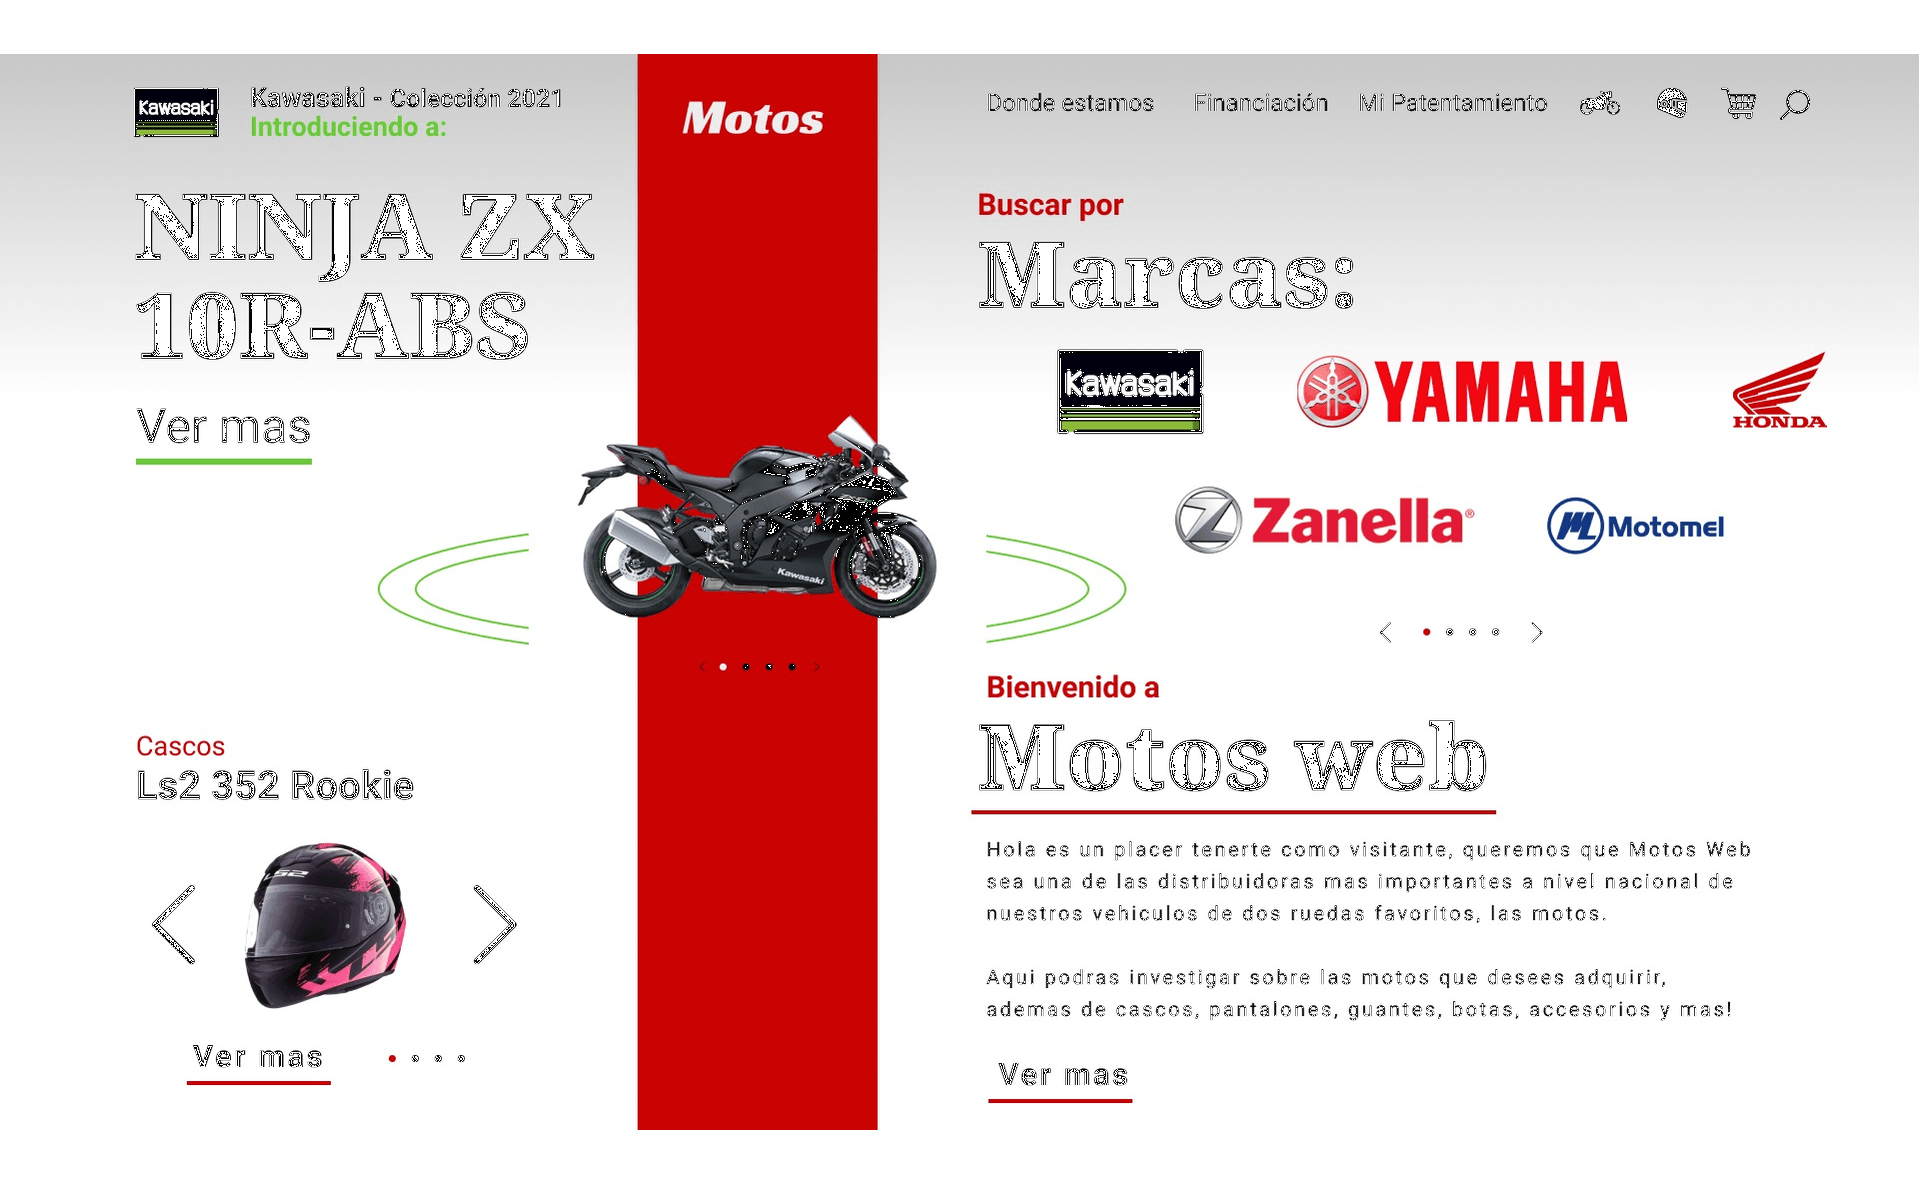 Kawasaki
Kawasaki - Colección 2021
Introduciendo a:
NINJA ZX
10R-ABS
Ver mas
Motos
Kawasaki
Cascos
Ls2 352 Rookie
LS2
Ver mas
Donde estamos
Financiación
Mi Patentamiento
Buscar por
Marcas:
Kawasaki
YAMAHA
HONDA
Zanella®
Motomel
Bienvenido a
Motos web
Hola es un placer tenerte como visitante, queremos que Motos Web
sea una de las distribuidoras mas importantes a nivel nacional de
nuestros vehiculos de dos ruedas favoritos, las motos.
Aqui podras investigar sobre las motos que desees adquirir,
ademas de cascos, pantalones, guantes, botas, accesorios y mas!
Ver mas